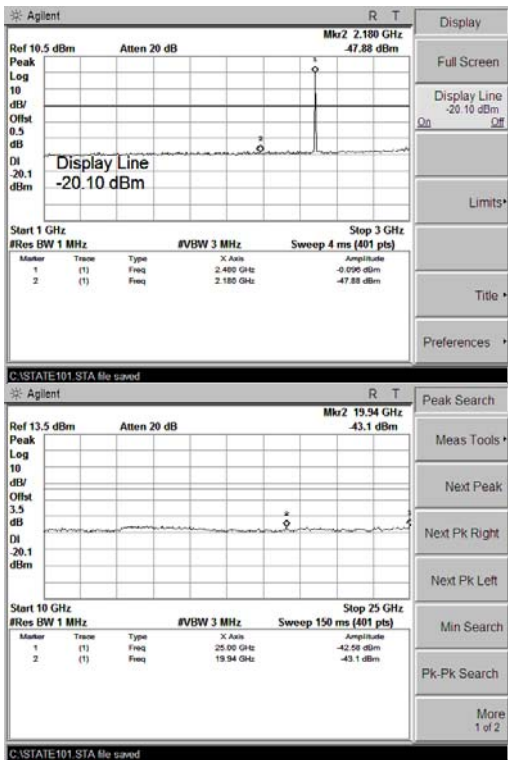 Agilent R T
Mkr2 2.180 GHz
Ref 10.5 dBm Atten 20 dB -47.88 dBm
Peak
Log
10
dB/
Offst
0.5
dB
DI
-20.1
dBm
1
2
Display Line
-20.10 dBm
Start 1 GHz Stop 3 GHz
#Res BW 1 MHz #VBW 3 MHz Sweep 4 ms (401 pts)
Marker Trace Type X Axis Amplitude
1 (1) Freq 2.480 GHz -0.096 dBm
2 (1) Freq 2.180 GHz -47.88 dBm
C:\STATE101.STA file saved
Display
Full Screen
Display Line
-20.10 dBm
On Off
Limits
Title
Preferences
Agilent R T
Mkr2 19.94 GHz
Ref 13.5 dBm Atten 20 dB -43.1 dBm
Peak
Log
10
dB/
Offst
3.5
dB
DI
-20.1
dBm
Start 10 GHz Stop 25 GHz
#Res BW 1 MHz #VBW 3 MHz Sweep 150 ms (401 pts)
Marker Trace Type X Axis Amplitude
1 (1) Freq 25.00 GHz -42.58 dBm
2 (1) Freq 19.94 GHz -43.1 dBm
C:\STATE101.STA file saved
Peak Search
Meas Tools
Next Peak
Next Pk Right
Next Pk Left
Min Search
Pk-Pk Search
More
1 of 2